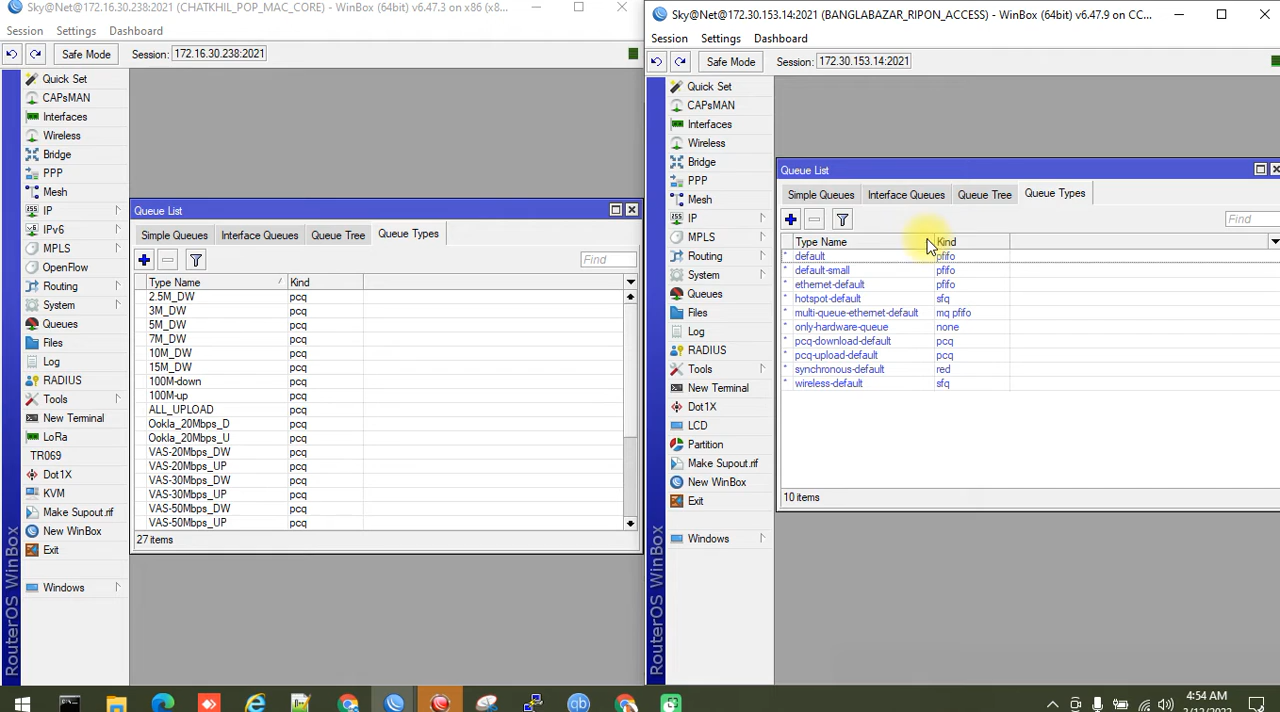 Sky@Net@172.16.30.238:2021 (CHATKHIL_POP_MAC_CORE) - WinBox (64bit) v6.47.3 on x86 (x8...
Session Settings Dashboard
Safe Mode Session: 172.16.30.238:2021
Quick Set
CAPsMAN
Interfaces
Wireless
Bridge
PPP
Mesh
IP
IPv6
MPLS
OpenFlow
Routing
System
Queues
Files
Log
RADIUS
Tools
New Terminal
LoRa
TR069
Dot1X
KVM
Make Supout.rif
New WinBox
Exit
Windows
RouterOS WinBox
Queue List
Simple Queues Interface Queues Queue Tree Queue Types
Find
Type Name Kind
2.5M_DW pcq
3M_DW pcq
5M_DW pcq
7M_DW pcq
10M_DW pcq
15M_DW pcq
100M-down pcq
100M-up pcq
ALL_UPLOAD pcq
Ookla_20Mbps_D pcq
Ookla_20Mbps_U pcq
VAS-20Mbps_DW pcq
VAS-20Mbps_UP pcq
VAS-30Mbps_DW pcq
VAS-30Mbps_UP pcq
VAS-50Mbps_DW pcq
VAS-50Mbps_UP pcq
27 items
Sky@Net@172.30.153.14:2021 (BANGLABAZAR_RIPON_ACCESS) - WinBox (64bit) v6.47.9 on CC...
Session Settings Dashboard
Safe Mode Session: 172.30.153.14:2021
Quick Set
CAPsMAN
Interfaces
Wireless
Bridge
PPP
Mesh
IP
MPLS
Routing
System
Queues
Files
Log
RADIUS
Tools
New Terminal
Dot1X
LCD
Partition
Make Supout.rif
New WinBox
Exit
Windows
RouterOS WinBox
Queue List
Simple Queues Interface Queues Queue Tree Queue Types
Find
Type Name Kind
* default pfifo
* default-small pfifo
* ethernet-default pfifo
* hotspot-default sfq
* multi-queue-ethernet-default mq pfifo
* only-hardware-queue none
* pcq-download-default pcq
* pcq-upload-default pcq
* synchronous-default red
* wireless-default sfq
10 items
qb
4:54 AM